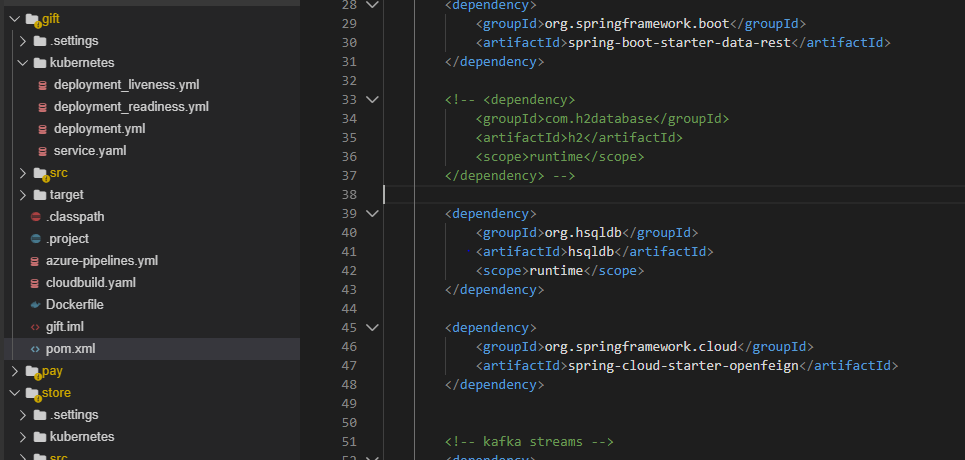 gift
.settings
kubernetes
deployment_liveness.yml
deployment_readiness.yml
deployment.yml
service.yaml
src
target
.classpath
.project
azure-pipelines.yml
cloudbuild.yaml
Dockerfile
gift.iml
pom.xml
pay
store
.settings
kubernetes
src
28 <dependency>
29 <groupId>org.springframework.boot</groupId>
30 <artifactId>spring-boot-starter-data-rest</artifactId>
31 </dependency>
32
33 <!-- <dependency>
34 <groupId>com.h2database</groupId>
35 <artifactId>h2</artifactId>
36 <scope>runtime</scope>
37 </dependency> -->
38
39 <dependency>
40 <groupId>org.hsqldb</groupId>
41 <artifactId>hsqldb</artifactId>
42 <scope>runtime</scope>
43 </dependency>
44
45 <dependency>
46 <groupId>org.springframework.cloud</groupId>
47 <artifactId>spring-cloud-starter-openfeign</artifactId>
48 </dependency>
49
50
51 <!-- kafka streams -->
52 <dependency>